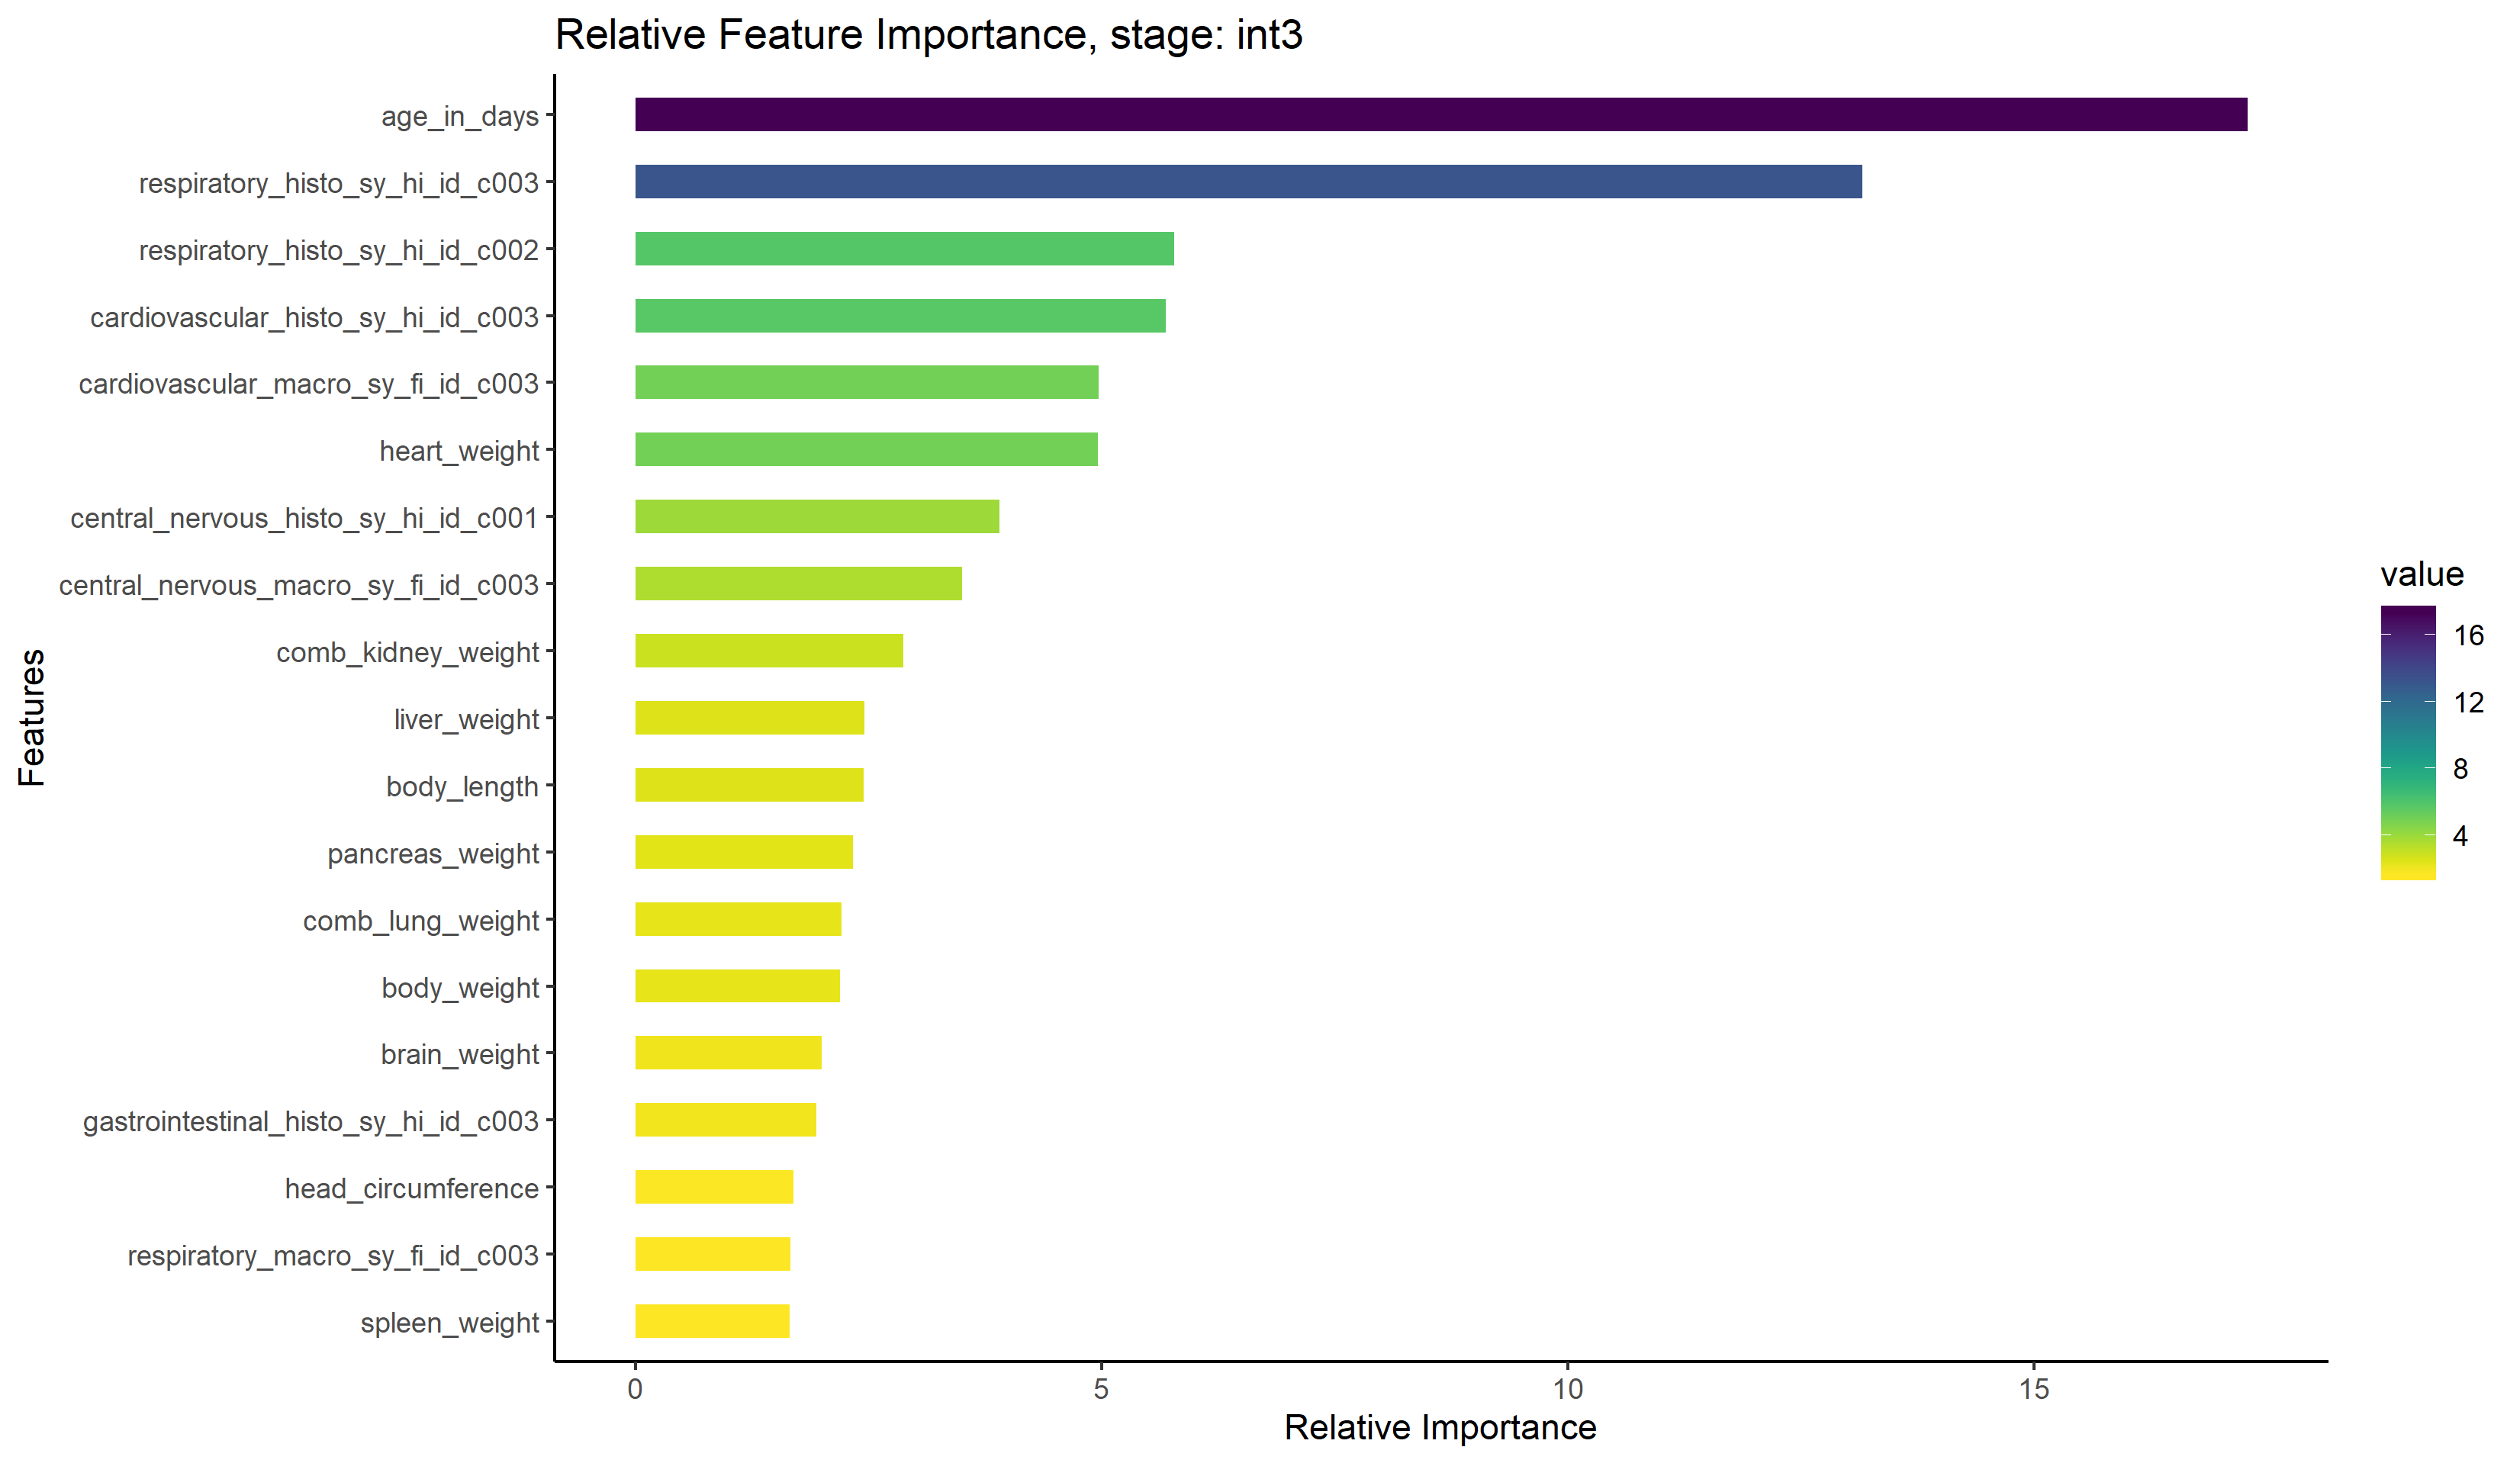 Relative Feature Importance, stage: int3
age_in_days
respiratory_histo_sy_hi_id_c003
respiratory_histo_sy_hi_id_c002
cardiovascular_histo_sy_hi_id_c003
cardiovascular_macro_sy_fi_id_c003
heart_weight
central_nervous_histo_sy_hi_id_c001
central_nervous_macro_sy_fi_id_c003
comb_kidney_weight
liver_weight
body_length
pancreas_weight
comb_lung_weight
body_weight
brain_weight
gastrointestinal_histo_sy_hi_id_c003
head_circumference
respiratory_macro_sy_fi_id_c003
spleen_weight
Features
0 5 10 15
Relative Importance
value
16
12
8
4